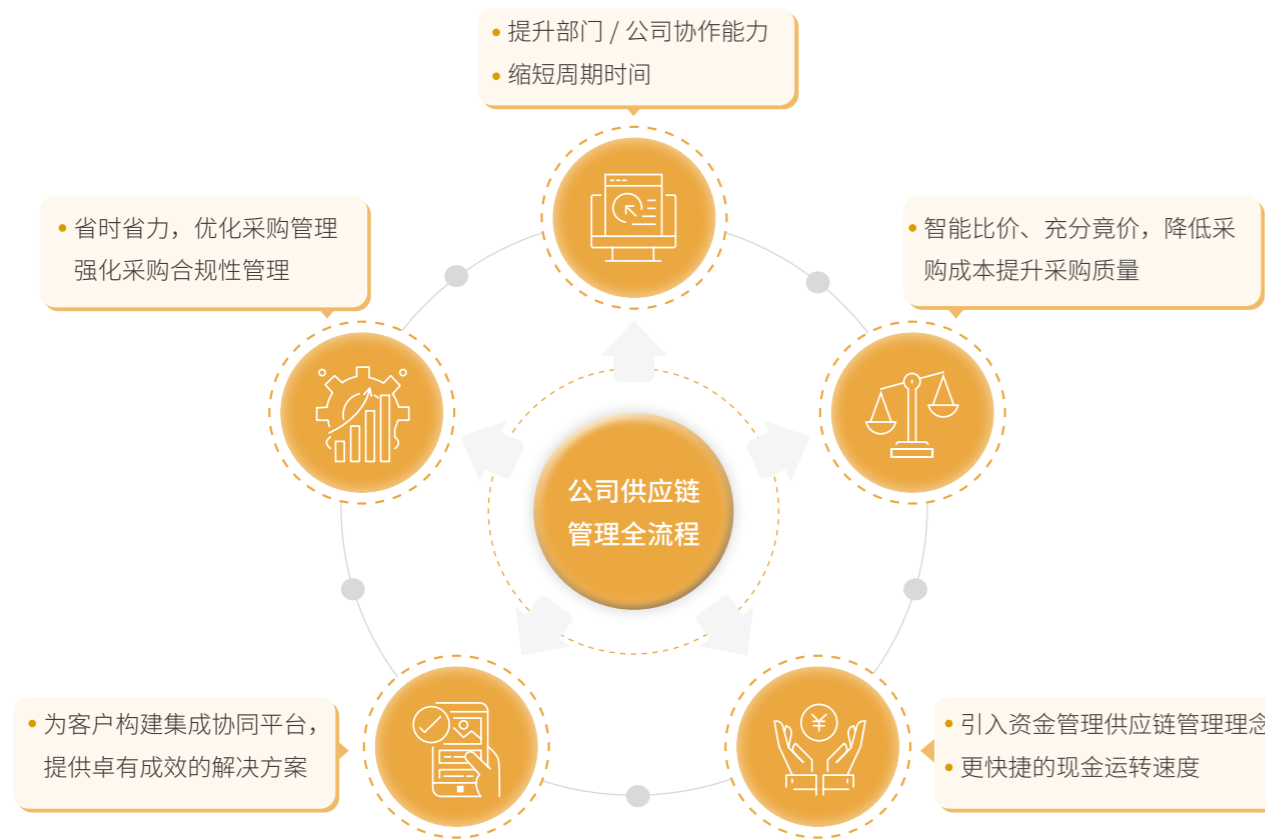 • 提升部门 / 公司协作能力
• 缩短周期时间
• 省时省力，优化采购管理
强化采购合规性管理
• 智能比价、充分竞价，降低采
购成本提升采购质量
公司供应链
管理全流程
• 为客户构建集成协同平台，
提供卓有成效的解决方案
• 引入资金管理供应链管理理念
• 更快捷的现金运转速度
¥